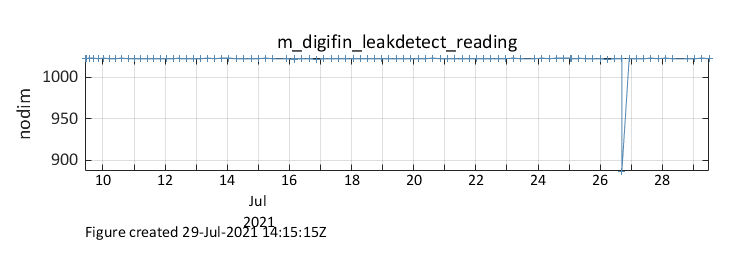 m_digifin_leakdetect_reading
1000
950
900
nodim
10 12 14 16 18 20 22 24 26 28
Jul
2021
Figure created 29-Jul-2021 14:15:15Z